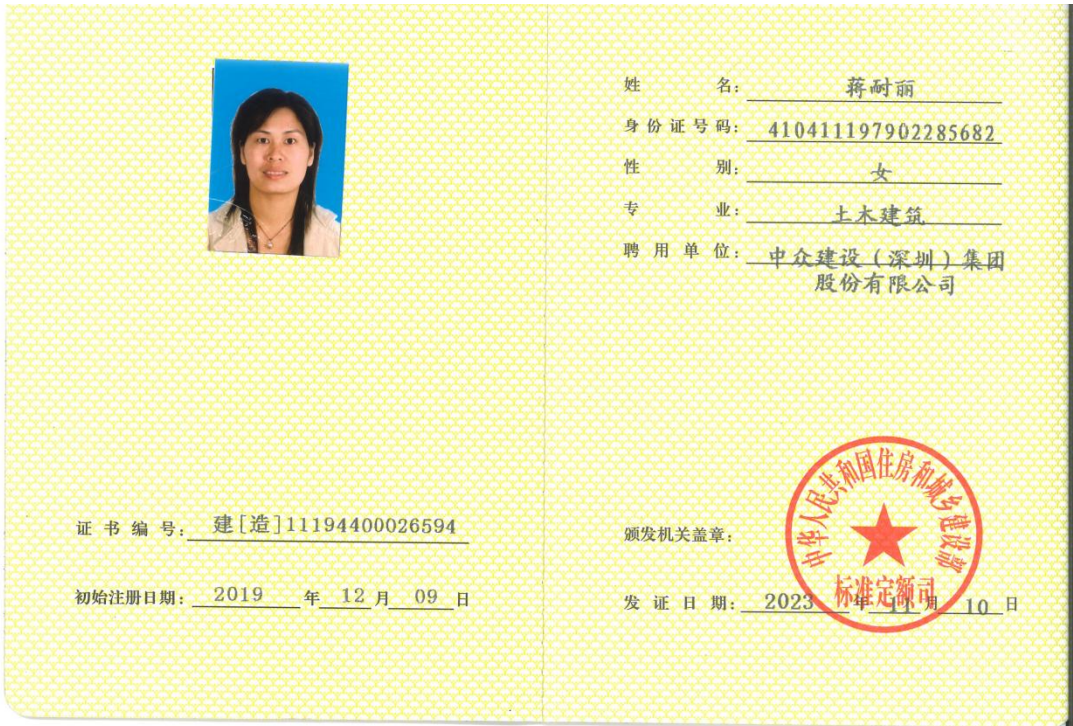 姓 名: 蒋耐丽
身份证号码: 410411197902285682
性 别: 女
专 业: 土木建筑
聘用单位: 中众建设（深圳）集团
股份有限公司
证书编号: 建[造]11194400026594
初始注册日期: 2019 年 12 月 09 日
中华人民共和国住房和城乡建设部
标准定额司
颁发机关盖章:
发证日期: 2023 年 11 月 10 日